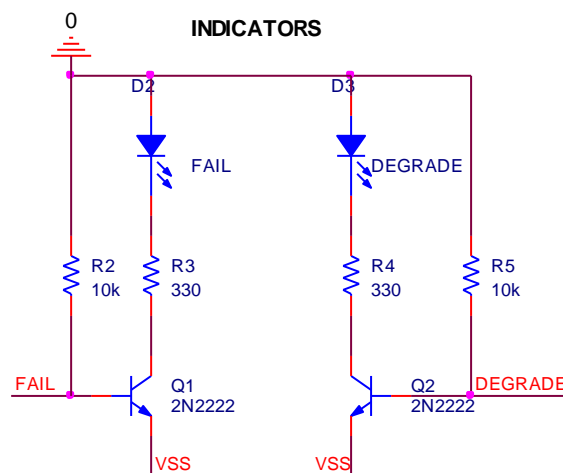 0
INDICATORS
D2
D3
FAIL
DEGRADE
R2
10k
R3
330
R4
330
R5
10k
FAIL
Q1
2N2222
Q2
2N2222
DEGRADE
VSS
VSS